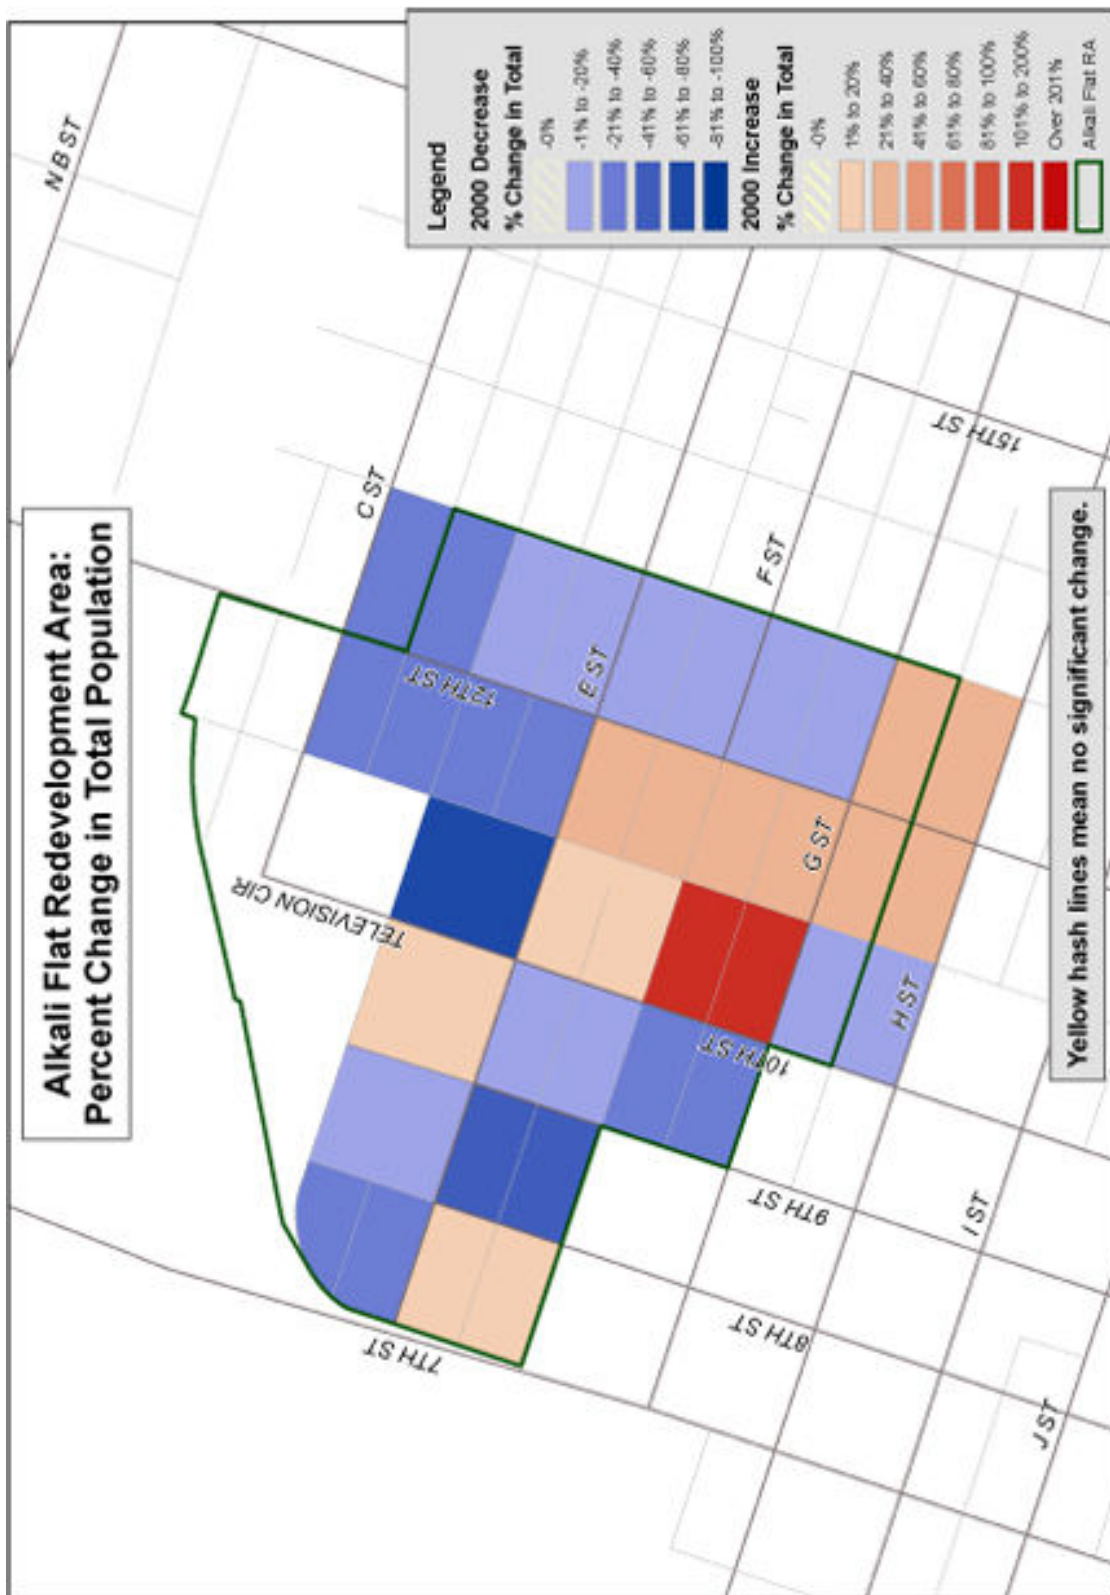 Alkali Flat Redevelopment Area:
Percent Change in Total Population
Legend
2000 Decrease
% Change in Total
-0%
-1% to -20%
-21% to -40%
-41% to -60%
-61% to -80%
-81% to -100%
2000 Increase
% Change in Total
-0%
1% to 20%
21% to 40%
41% to 60%
61% to 80%
81% to 100%
101% to 200%
Over 201%
Alkali Flat RA
N B ST
C ST
12TH ST
E ST
F ST
15TH ST
TELEVISION CIR
G ST
10TH ST
H ST
7TH ST
9TH ST
8TH ST
I ST
J ST
Yellow hash lines mean no significant change.